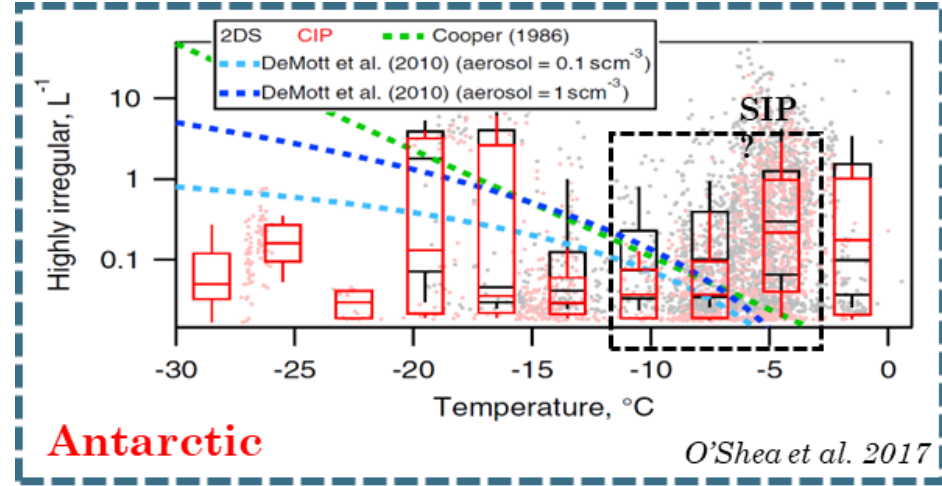 2DS CIP Cooper (1986)
DeMott et al. (2010) (aerosol = 0.1 scm⁻³)
DeMott et al. (2010) (aerosol = 1 scm⁻³)
SIP
?
Highly irregular, L⁻¹
10
1
0.1
-30 -25 -20 -15 -10 -5 0
Temperature, °C
Antarctic
O'Shea et al. 2017